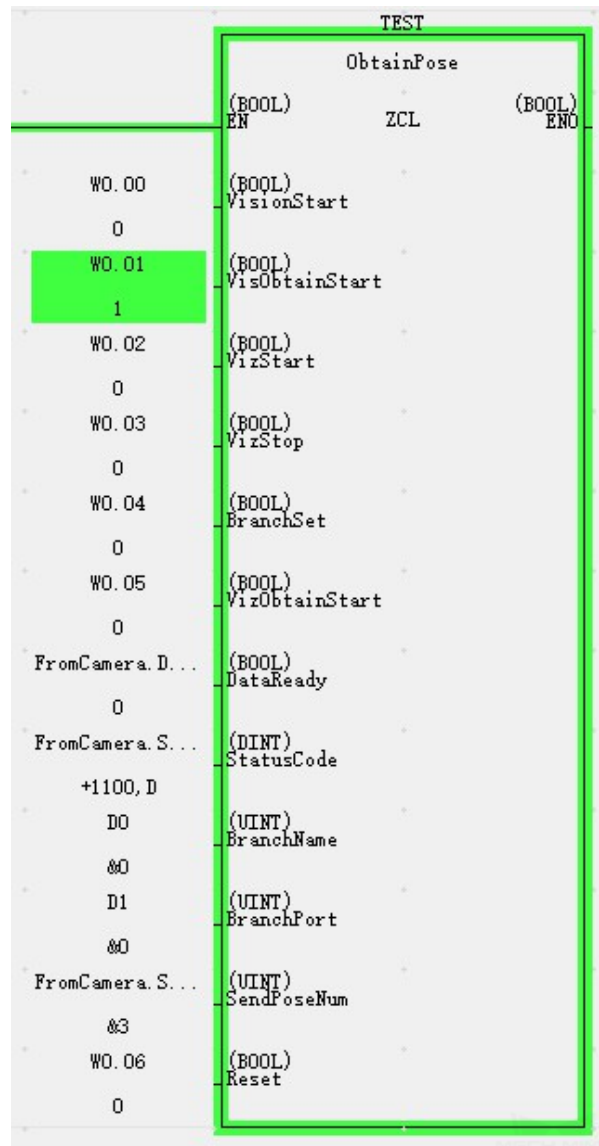 TEST
ObtainPose
(BOOL) (BOOL)
EN ZCL ENO
W0.00 (BOOL)
VisionStart
0
W0.01 (BOOL)
VisObtainStart
1
W0.02 (BOOL)
VizStart
0
W0.03 (BOOL)
VizStop
0
W0.04 (BOOL)
BranchSet
0
W0.05 (BOOL)
VizObtainStart
0
FromCamera.D... (BOOL)
DataReady
0
FromCamera.S... (DINT)
StatusCode
+1100,D
D0 (UINT)
BranchName
&0
D1 (UINT)
BranchPort
&0
FromCamera.S... (UINT)
SendPoseNum
&3
W0.06 (BOOL)
Reset
0